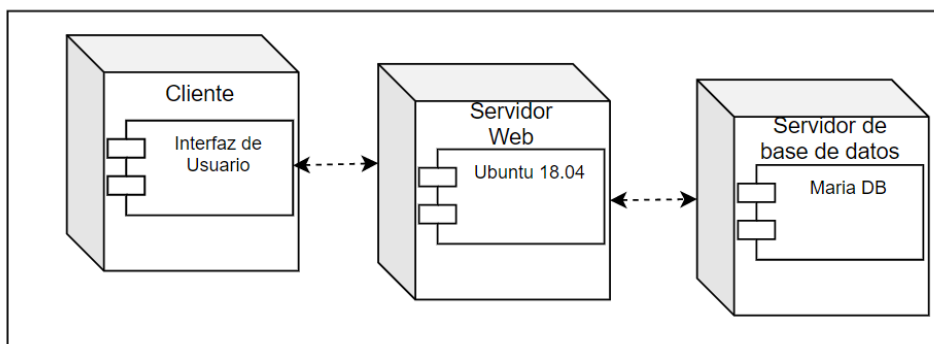 Cliente
Interfaz de
Usuario
Servidor
Web
Ubuntu 18.04
Servidor de
base de datos
Maria DB